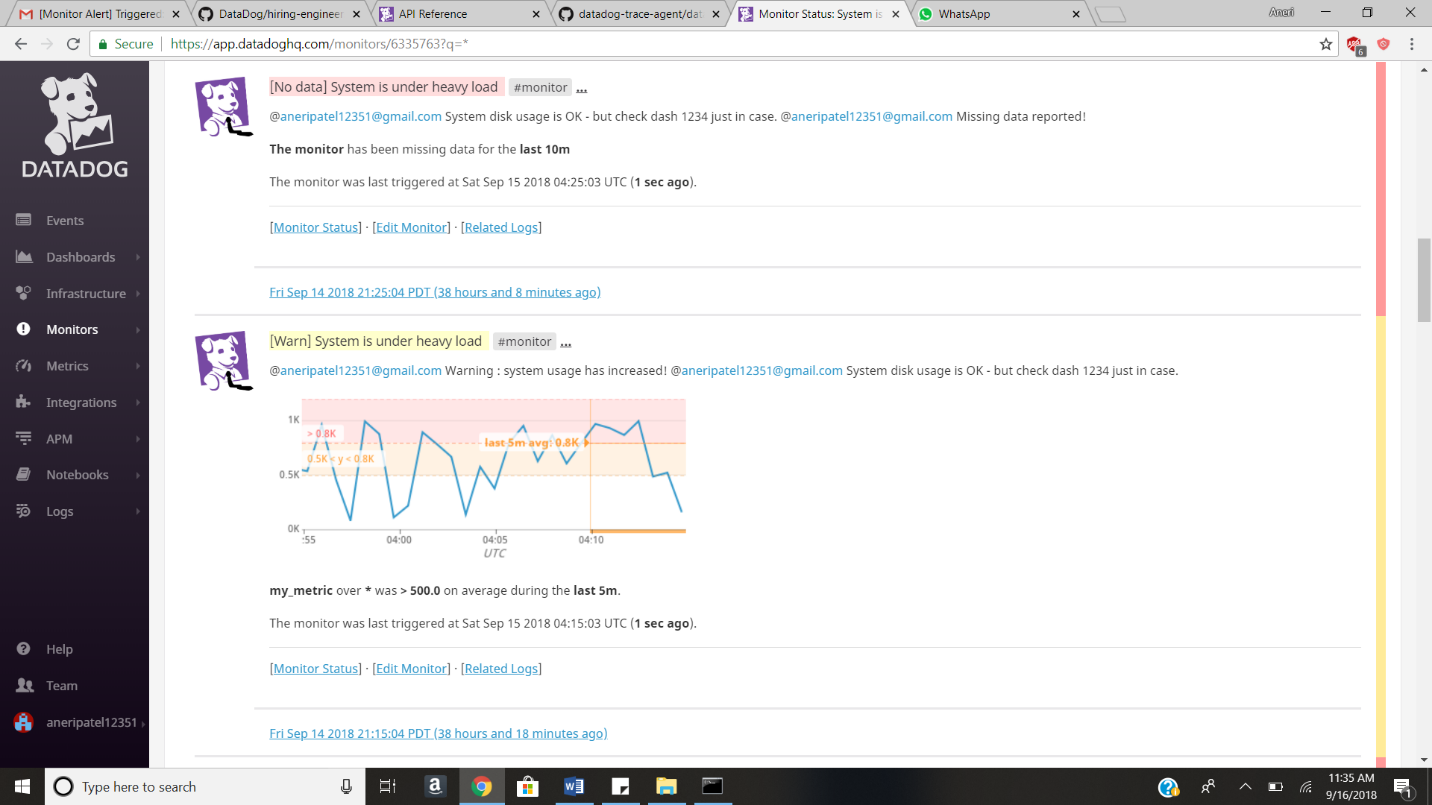 [Monitor Alert] Triggered
DataDog/hiring-engineer
API Reference
datadog-trace-agent/dat
Monitor Status: System is
WhatsApp
Aneri
Secure
https://app.datadoghq.com/monitors/6335763?q=*
6
DATADOG
Events
Dashboards
Infrastructure
Monitors
Metrics
Integrations
APM
Notebooks
Logs
Help
Team
aneripatel12351
[No data] System is under heavy load #monitor ...
@aneripatel12351@gmail.com System disk usage is OK - but check dash 1234 just in case. @aneripatel12351@gmail.com Missing data reported!
The monitor has been missing data for the last 10m
The monitor was last triggered at Sat Sep 15 2018 04:25:03 UTC (1 sec ago).
[Monitor Status] · [Edit Monitor] · [Related Logs]
Fri Sep 14 2018 21:25:04 PDT (38 hours and 8 minutes ago)
[Warn] System is under heavy load #monitor ...
@aneripatel12351@gmail.com Warning : system usage has increased! @aneripatel12351@gmail.com System disk usage is OK - but check dash 1234 just in case.
1K
> 0.8K
last 5m avg: 0.8K
0.5K < y < 0.8K
0.5K
0K
:55 04:00 04:05 04:10
UTC
my_metric over * was > 500.0 on average during the last 5m.
The monitor was last triggered at Sat Sep 15 2018 04:15:03 UTC (1 sec ago).
[Monitor Status] · [Edit Monitor] · [Related Logs]
Fri Sep 14 2018 21:15:04 PDT (38 hours and 18 minutes ago)
Type here to search
11:35 AM
9/16/2018
1